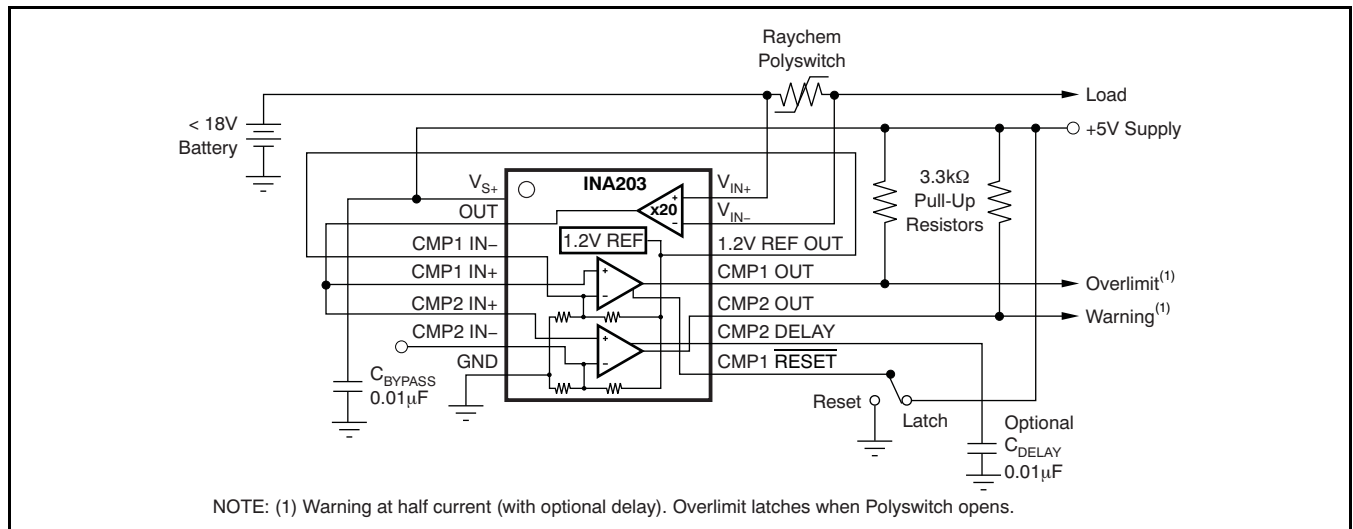 Raychem
Polyswitch
Load
< 18V
Battery
+5V Supply
VS+
INA203
VIN+
3.3kΩ
Pull-Up
Resistors
OUT
x20
+
−
VIN−
CMP1 IN−
1.2V REF
1.2V REF OUT
CMP1 IN+
+
−
CMP1 OUT
Overlimit(1)
CMP2 IN+
CMP2 OUT
Warning(1)
CMP2 IN−
+
−
CMP2 DELAY
GND
CMP1 RESET
CBYPASS
0.01μF
Reset
Latch
Optional
CDELAY
0.01μF
NOTE: (1) Warning at half current (with optional delay). Overlimit latches when Polyswitch opens.